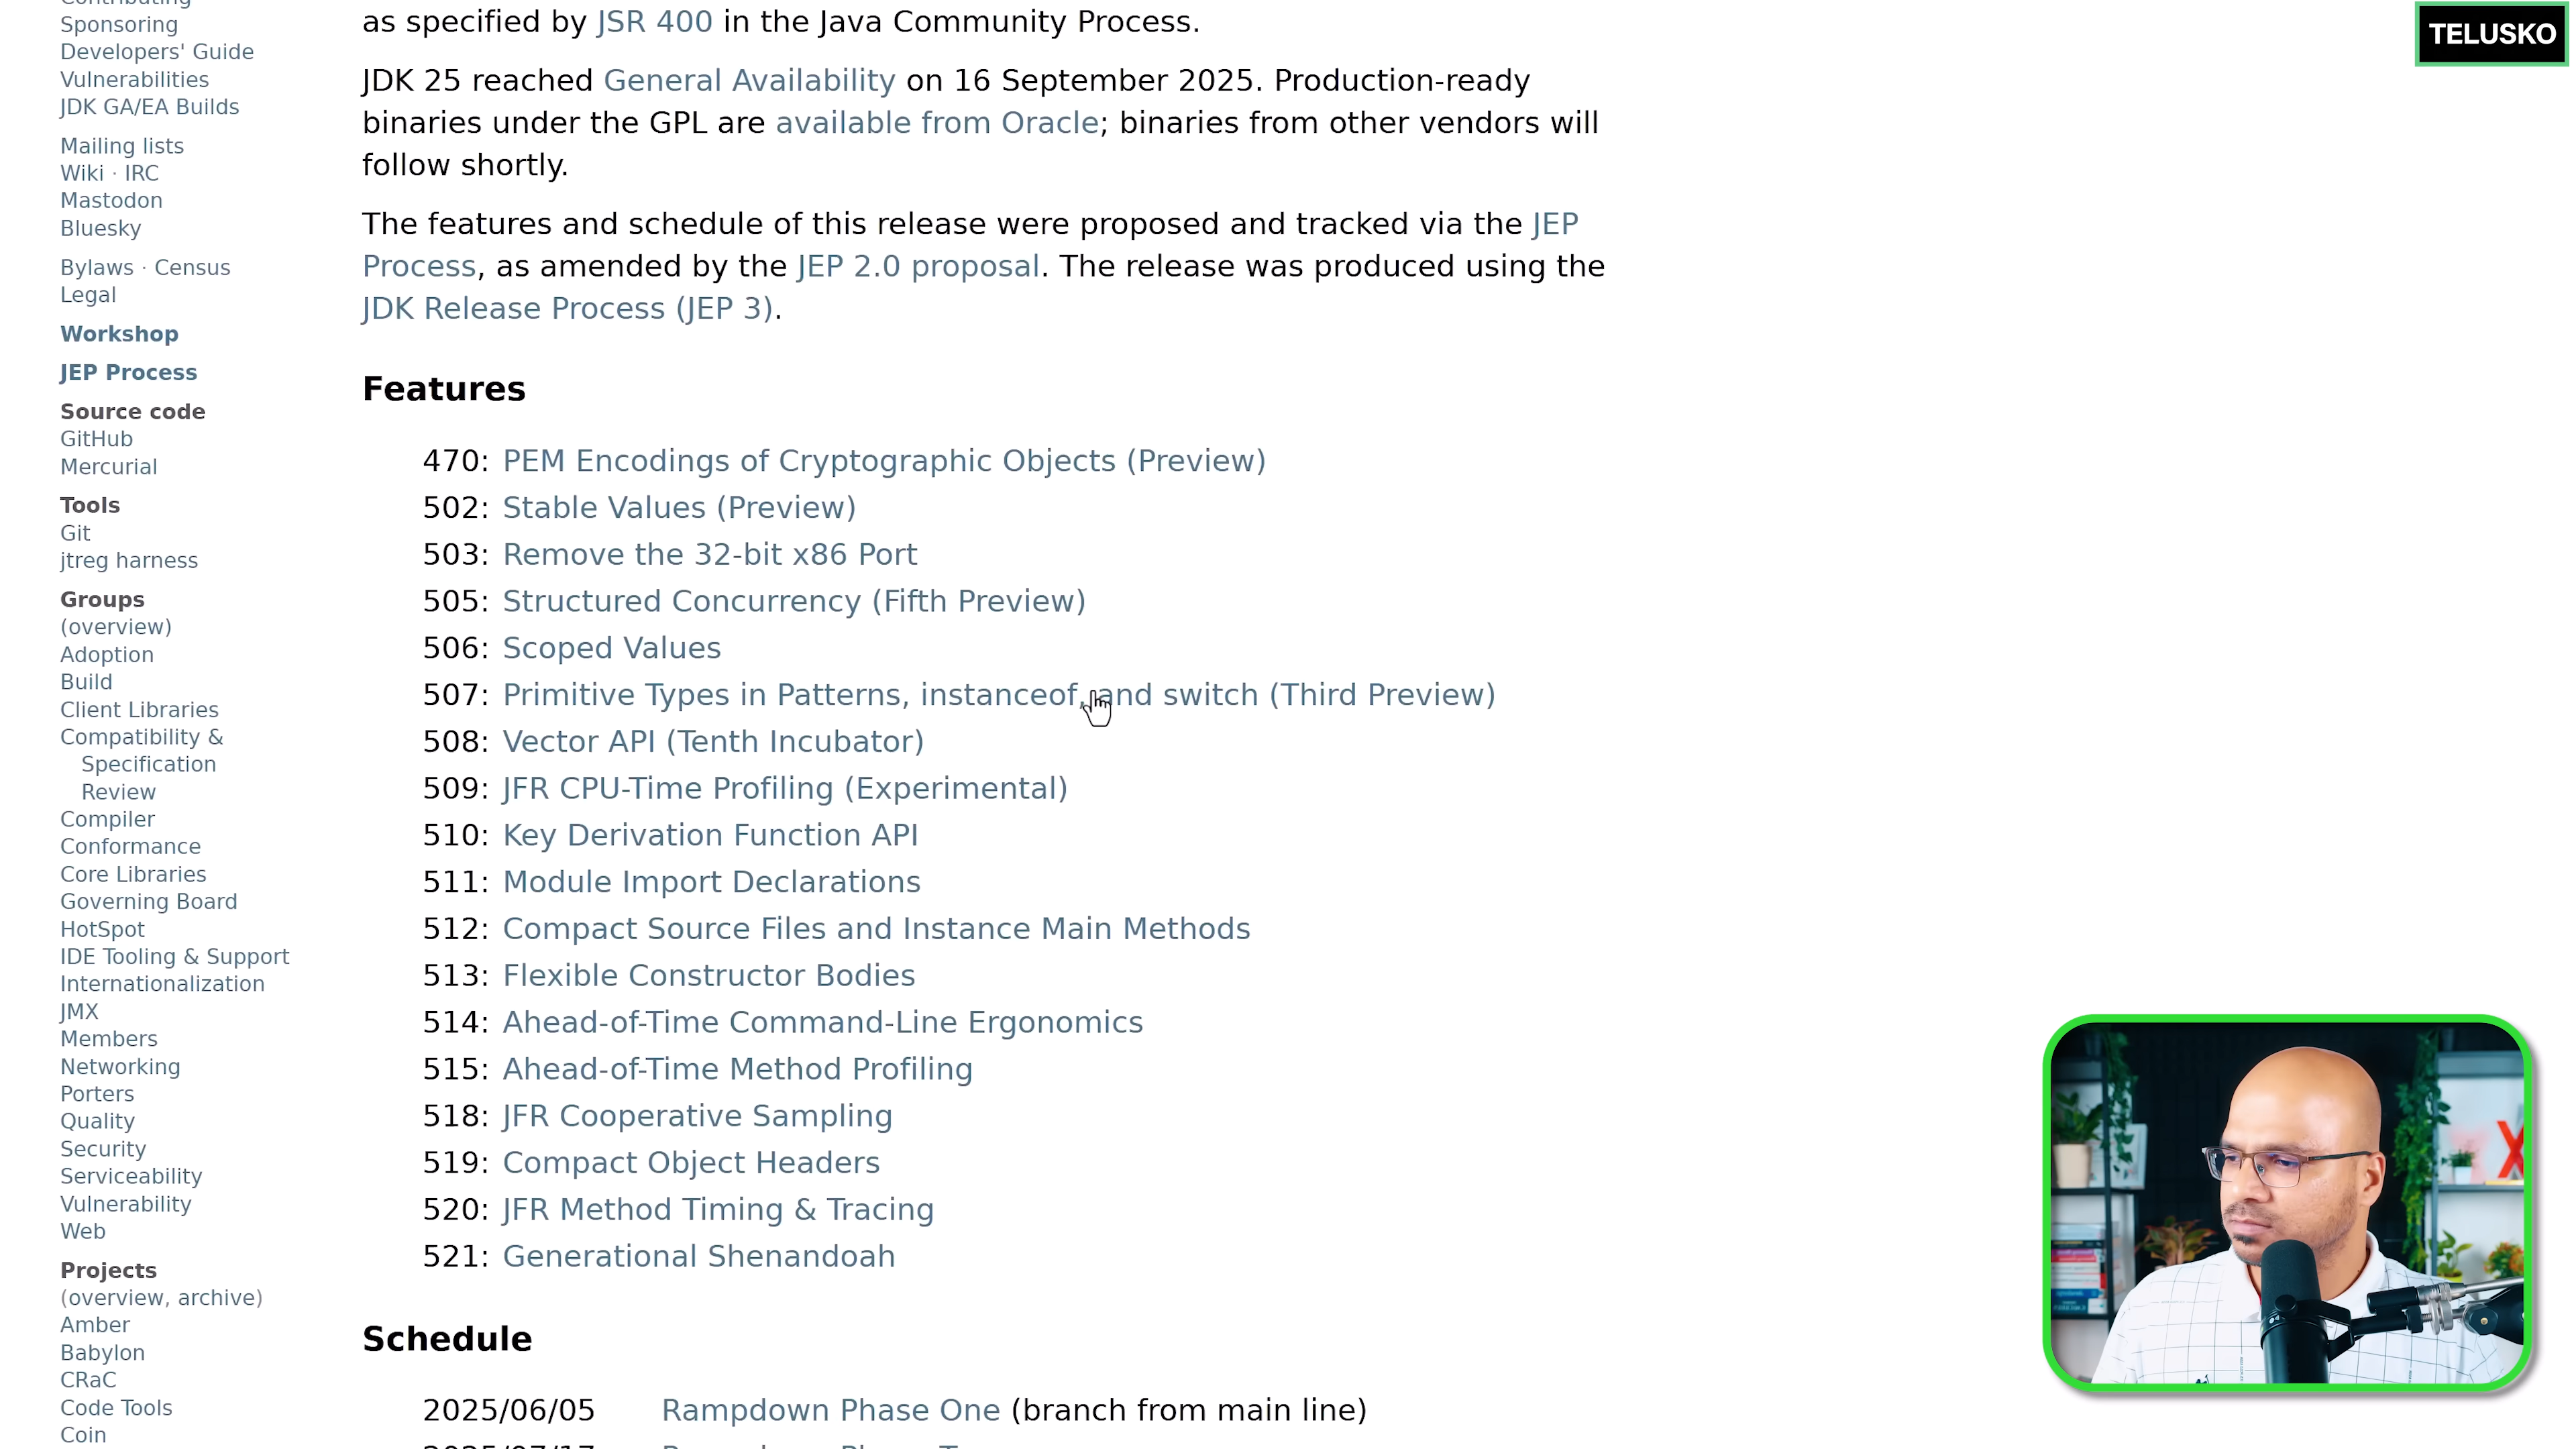 Contributing
Sponsoring
Developers' Guide
Vulnerabilities
JDK GA/EA Builds
Mailing lists
Wiki · IRC
Mastodon
Bluesky
Bylaws · Census
Legal
Workshop
JEP Process
Source code
GitHub
Mercurial
Tools
Git
jtreg harness
Groups
(overview)
Adoption
Build
Client Libraries
Compatibility &
Specification
Review
Compiler
Conformance
Core Libraries
Governing Board
HotSpot
IDE Tooling & Support
Internationalization
JMX
Members
Networking
Porters
Quality
Security
Serviceability
Vulnerability
Web
Projects
(overview, archive)
Amber
Babylon
CRaC
Code Tools
Coin
as specified by JSR 400 in the Java Community Process.
JDK 25 reached General Availability on 16 September 2025. Production-ready
binaries under the GPL are available from Oracle; binaries from other vendors will
follow shortly.
The features and schedule of this release were proposed and tracked via the JEP
Process, as amended by the JEP 2.0 proposal. The release was produced using the
JDK Release Process (JEP 3).
Features
470: PEM Encodings of Cryptographic Objects (Preview)
502: Stable Values (Preview)
503: Remove the 32-bit x86 Port
505: Structured Concurrency (Fifth Preview)
506: Scoped Values
507: Primitive Types in Patterns, instanceof, and switch (Third Preview)
508: Vector API (Tenth Incubator)
509: JFR CPU-Time Profiling (Experimental)
510: Key Derivation Function API
511: Module Import Declarations
512: Compact Source Files and Instance Main Methods
513: Flexible Constructor Bodies
514: Ahead-of-Time Command-Line Ergonomics
515: Ahead-of-Time Method Profiling
518: JFR Cooperative Sampling
519: Compact Object Headers
520: JFR Method Timing & Tracing
521: Generational Shenandoah
Schedule
2025/06/05 Rampdown Phase One (branch from main line)
TELUSKO